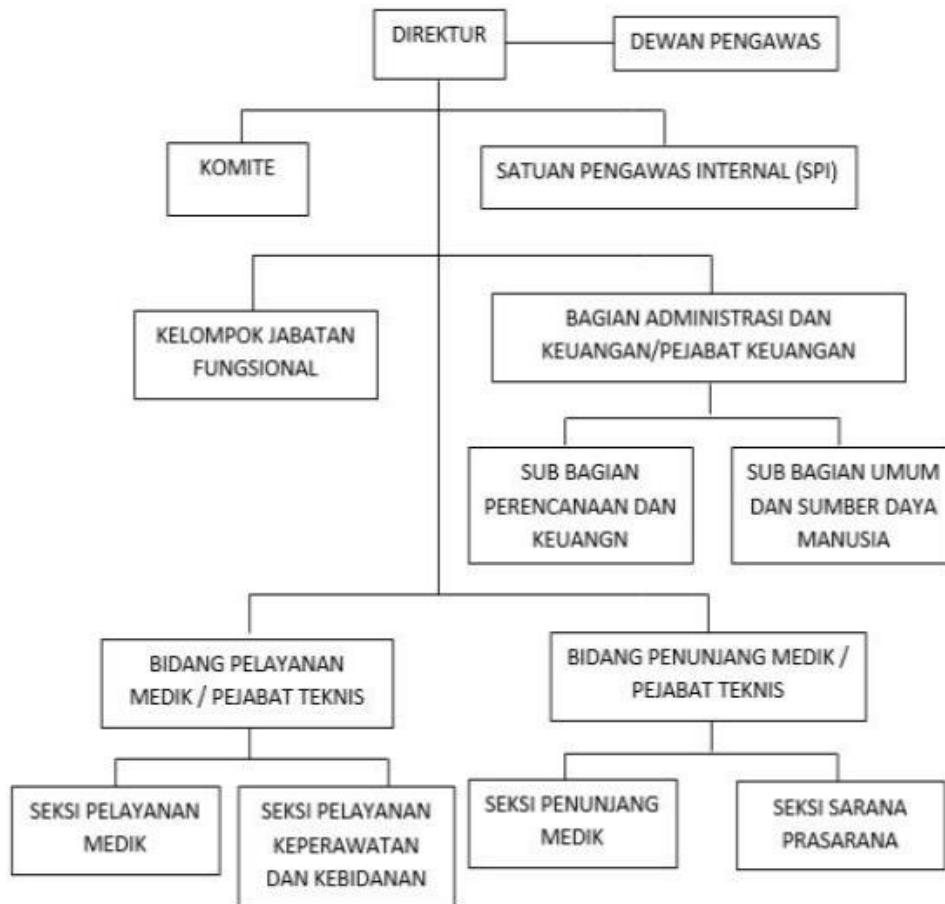 DIREKTUR
DEWAN PENGAWAS
KOMITE
SATUAN PENGAWAS INTERNAL (SPI)
KELOMPOK JABATAN
FUNGSIONAL
BAGIAN ADMINISTRASI DAN
KEUANGAN/PEJABAT KEUANGAN
SUB BAGIAN
PERENCANAAN DAN
KEUANGN
SUB BAGIAN UMUM
DAN SUMBER DAYA
MANUSIA
BIDANG PELAYANAN
MEDIK / PEJABAT TEKNIS
BIDANG PENUNJANG MEDIK /
PEJABAT TEKNIS
SEKSI PELAYANAN
MEDIK
SEKSI PELAYANAN
KEPERAWATAN
DAN KEBIDANAN
SEKSI PENUNJANG
MEDIK
SEKSI SARANA
PRASARANA